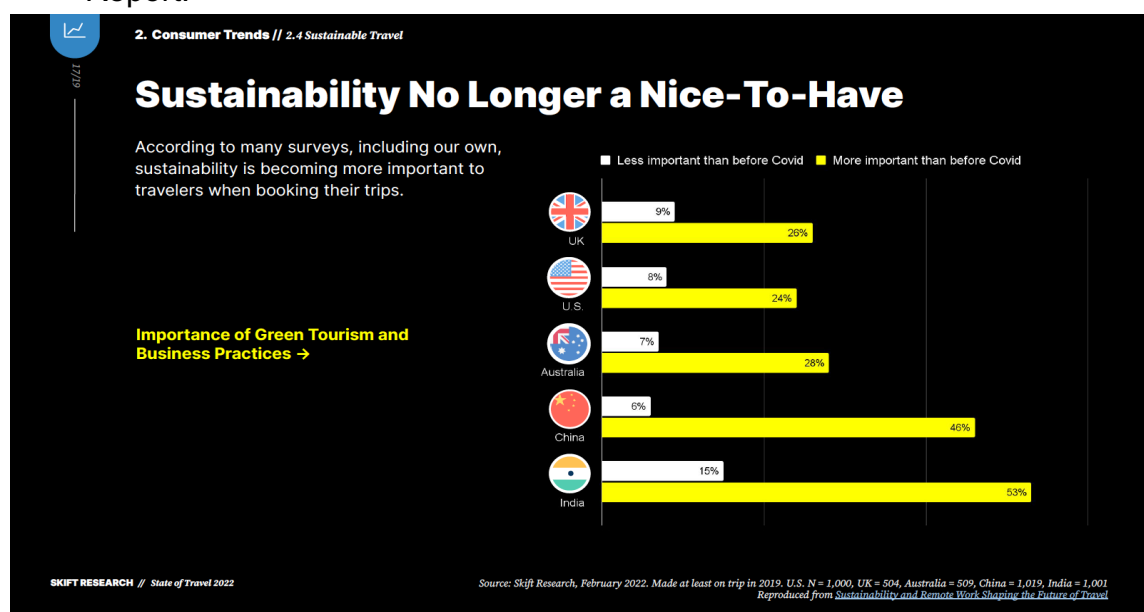 Report.
2. Consumer Trends // 2.4 Sustainable Travel
17/19
Sustainability No Longer a Nice-To-Have
According to many surveys, including our own,
sustainability is becoming more important to
travelers when booking their trips.
Importance of Green Tourism and
Business Practices →
Less important than before Covid More important than before Covid
9%
UK
26%
8%
U.S.
24%
7%
Australia
28%
6%
China
46%
15%
India
53%
SKIFT RESEARCH // State of Travel 2022
Source: Skift Research, February 2022. Made at least on trip in 2019. U.S. N = 1,000, UK = 504, Australia = 509, China = 1,019, India = 1,001
Reproduced from Sustainability and Remote Work Shaping the Future of Travel